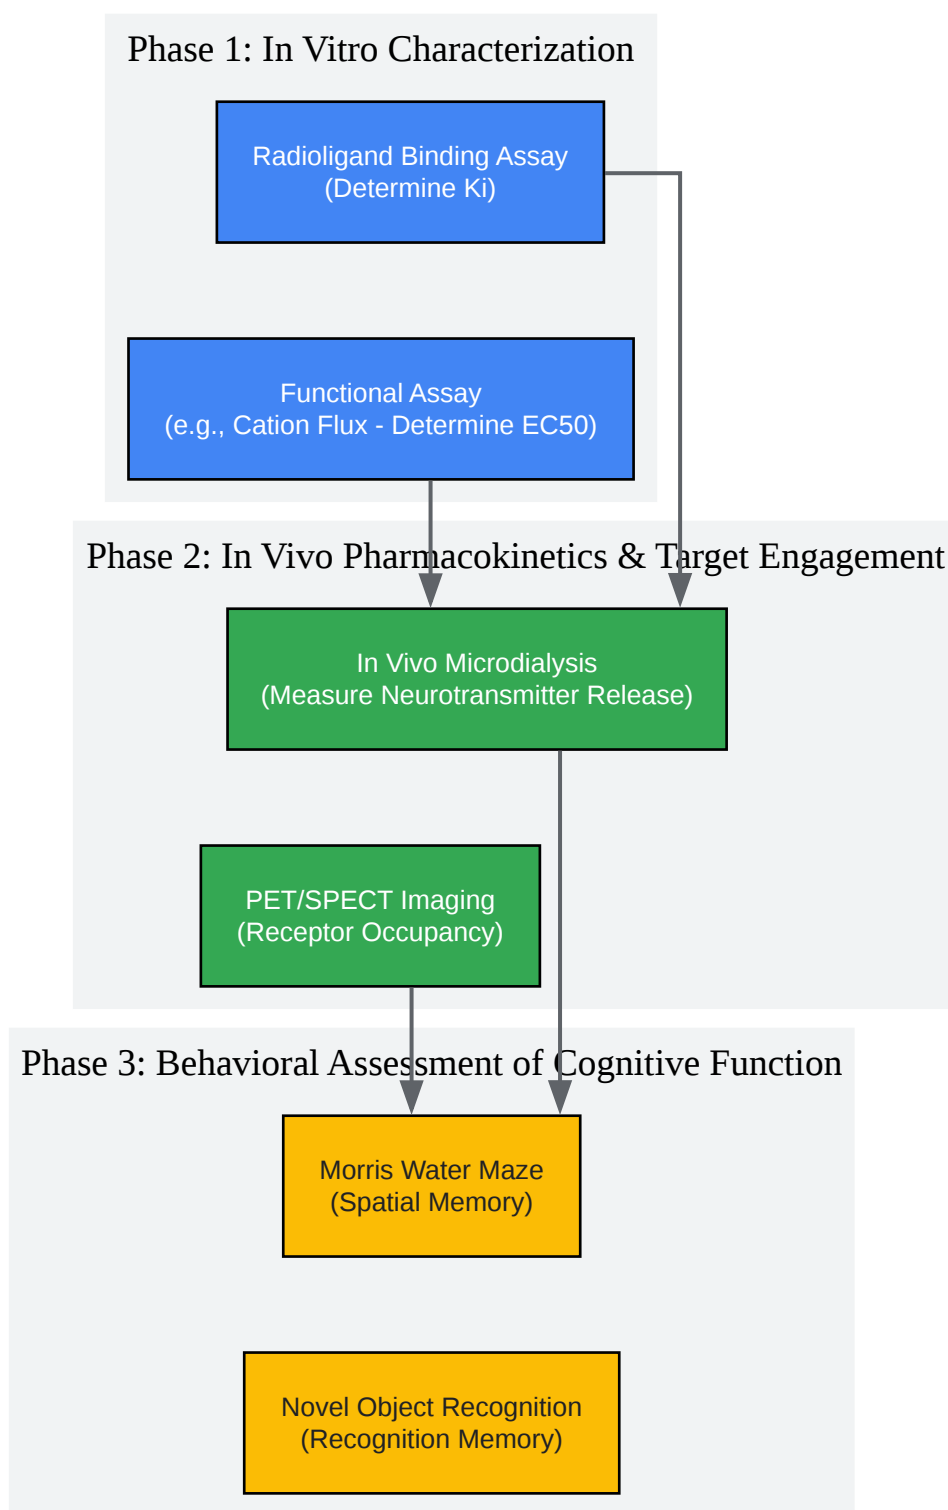 Phase 1: In Vitro Characterization
Radioligand Binding Assay
(Determine Ki)
Functional Assay
(e.g., Cation Flux - Determine EC50)
Phase 2: In Vivo Pharmacokinetics & Target Engagement
In Vivo Microdialysis
(Measure Neurotransmitter Release)
PET/SPECT Imaging
(Receptor Occupancy)
Phase 3: Behavioral Assessment of Cognitive Function
Morris Water Maze
(Spatial Memory)
Novel Object Recognition
(Recognition Memory)